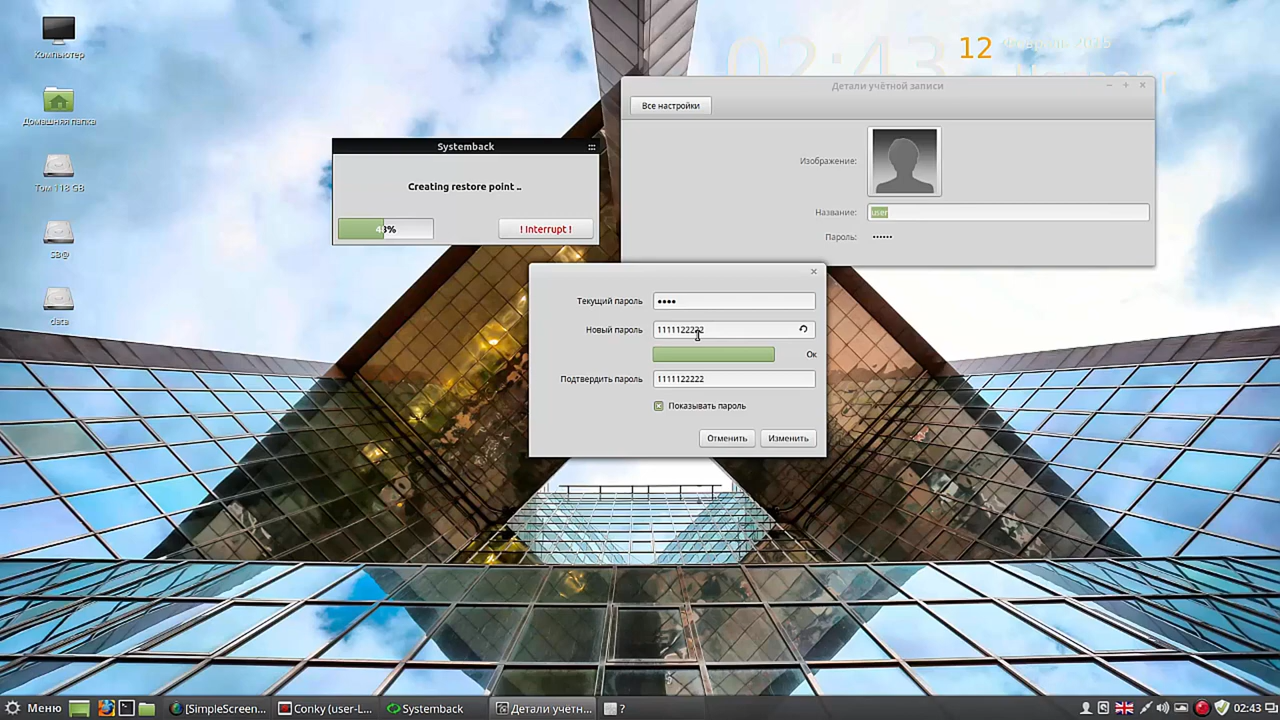 Компьютер
Домашняя папка
Том 118 GB
SB@
data
02:43
12
Февраль 2025
Детали учётной записи
Все настройки
Изображение:
Название:
user
Пароль:
••••••
Systemback
Creating restore point ..
43%
! Interrupt !
Текущий пароль
••••
Новый пароль
1111122222
Ок
Подтвердить пароль
1111122222
Показывать пароль
Отменить
Изменить
Меню
[SimpleScreen...
Conky (user-L...
Systemback
Детали учетн...
?
02:43